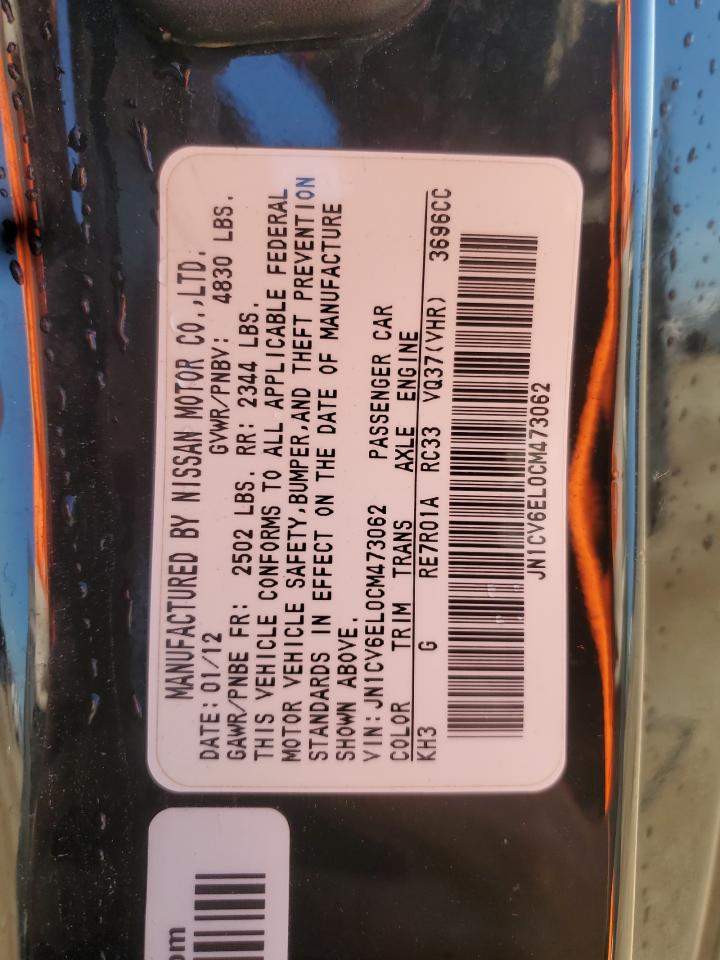 MANUFACTURED BY NISSAN MOTOR CO.,LTD.
DATE: 01/12 GVWR/PNBV: 4830 LBS.
GAWR/PNBE FR: 2502 LBS. RR: 2344 LBS.
THIS VEHICLE CONFORMS TO ALL APPLICABLE FEDERAL
MOTOR VEHICLE SAFETY,BUMPER,AND THEFT PREVENTION
STANDARDS IN EFFECT ON THE DATE OF MANUFACTURE
SHOWN ABOVE.
VIN: JN1CV6EL0CM473062 PASSENGER CAR
COLOR TRIM TRANS AXLE ENGINE
KH3 G RE7R01A RC33 VQ37(VHR) 3696CC
JN1CV6EL0CM473062
om